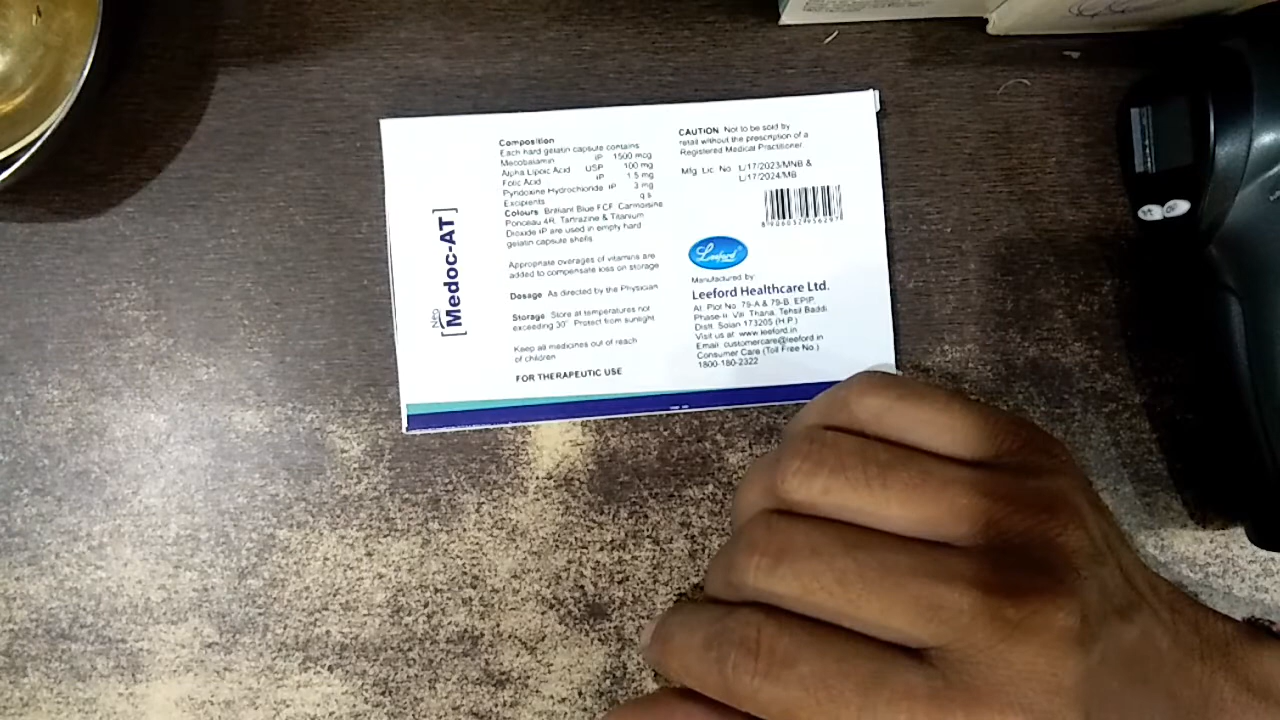 Neo
[Medoc-AT]
Composition
Each hard gelatin capsule contains
Mecobalamin IP 1500 mcg
Alpha Lipoic Acid USP 100 mg
Folic Acid IP 1.5 mg
Pyridoxine Hydrochloride IP 3 mg
Excipients q.s
Colours Brilliant Blue FCF, Carmoisine
Ponceau 4R, Tartrazine & Titanium
Dioxide IP are used in empty hard
gelatin capsule shells.
Appropriate overages of vitamins are
added to compensate loss on storage
Dosage As directed by the Physician
Storage Store at temperatures not
exceeding 30° Protect from sunlight
Keep all medicines out of reach
of children
FOR THERAPEUTIC USE
CAUTION Not to be sold by
retail without the prescription of a
Registered Medical Practitioner.
Mfg. Lic. No. L/17/2023/MNB &
L/17/2024/MB
Leeford
Manufactured by:
Leeford Healthcare Ltd.
At. Plot No. 79-A & 79-B, EPIP,
Phase-II, Vill Thana, Tehsil Baddi
Distt. Solan 173205 (H.P.)
Visit us at: www.leeford.in
Email: customercare@leeford.in
Consumer Care (Toll Free No.)
1800-180-2322